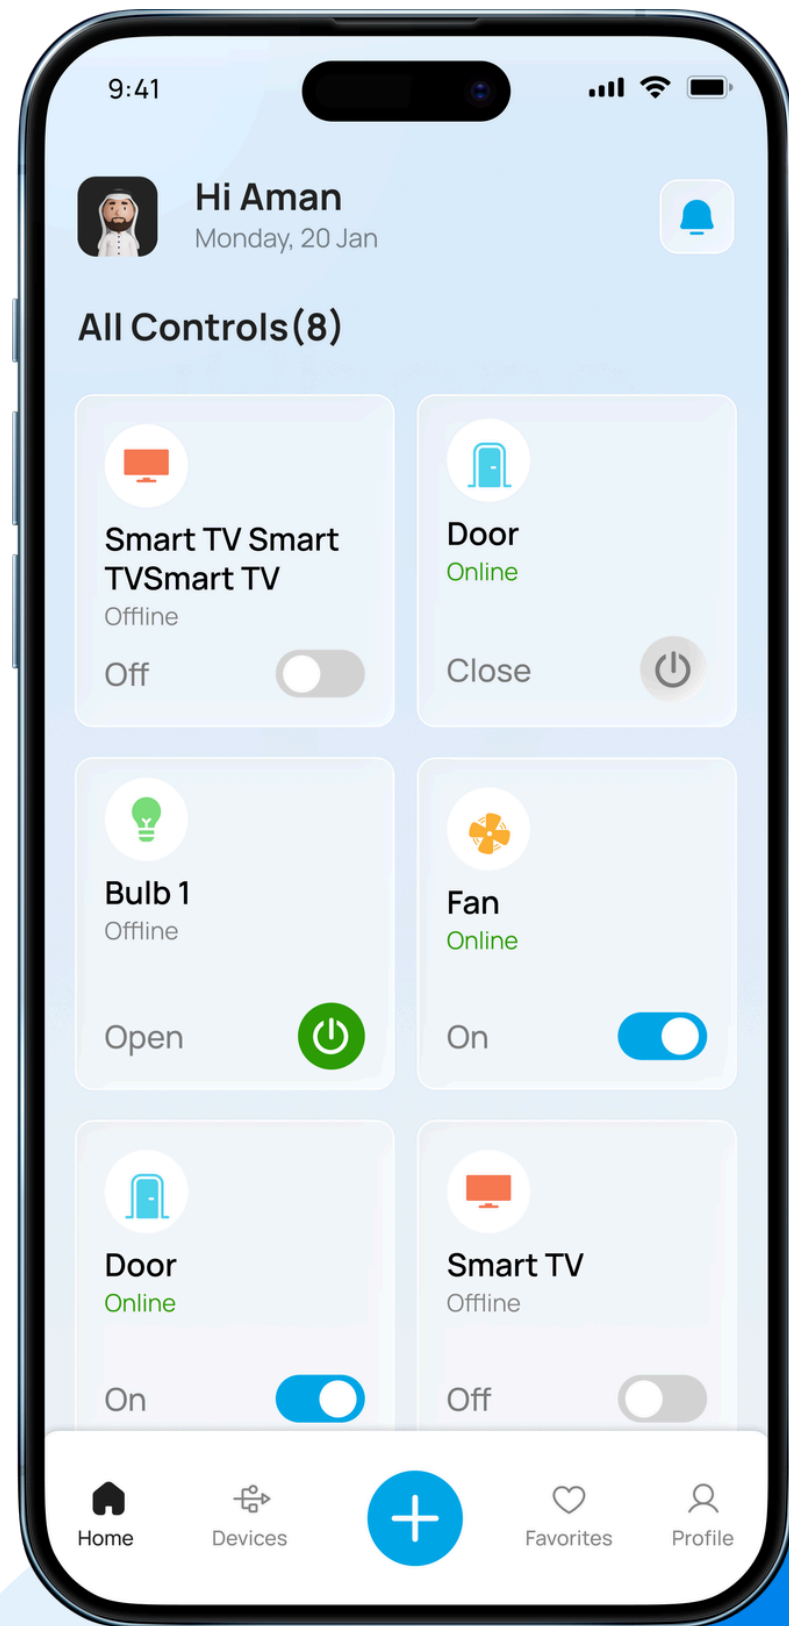 9:41
Hi Aman
Monday, 20 Jan
All Controls(8)
Smart TV Smart
TVSmart TV
Offline
Off
Door
Online
Close
Bulb 1
Offline
Open
Fan
Online
On
Door
Online
On
Smart TV
Offline
Off
Home
Devices
Favorites
Profile